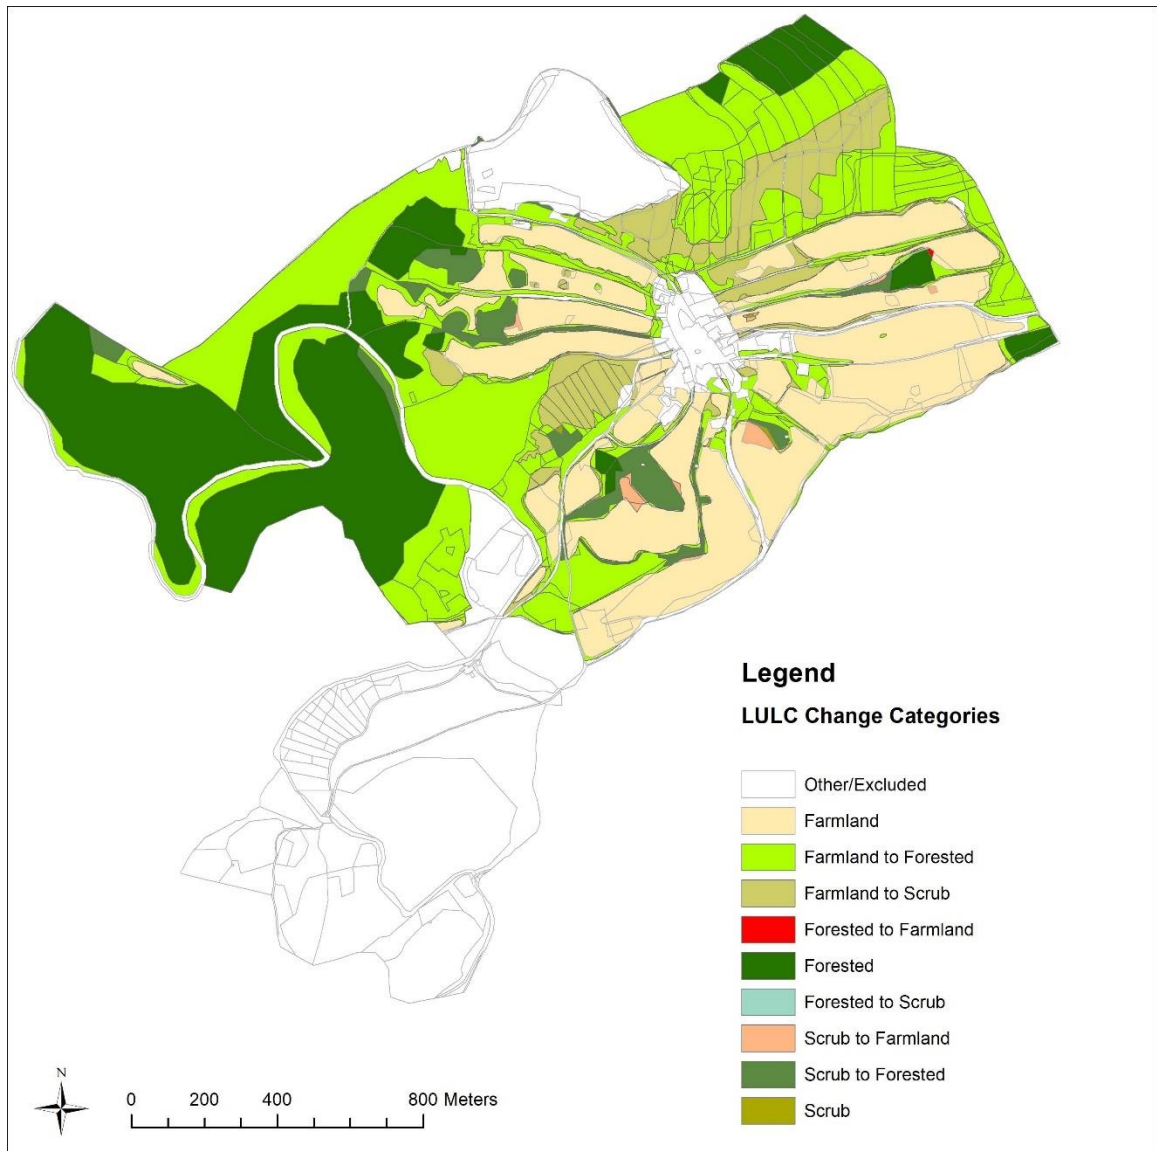 Legend
LULC Change Categories
Other/Excluded
Farmland
Farmland to Forested
Farmland to Scrub
Forested to Farmland
Forested
Forested to Scrub
Scrub to Farmland
Scrub to Forested
Scrub
N
0 200 400 800 Meters